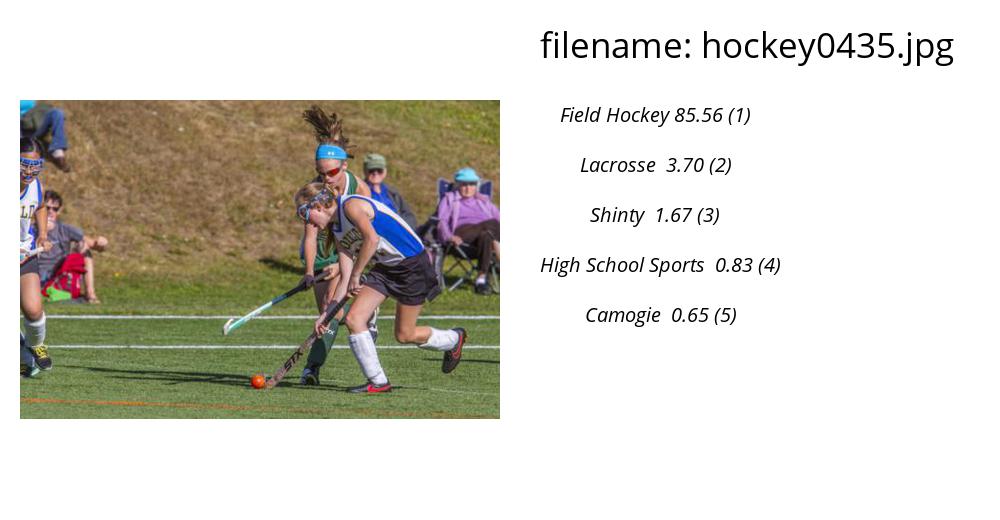 filename: hockey0435.jpg
Field Hockey 85.56 (1)
Lacrosse 3.70 (2)
Shinty 1.67 (3)
High School Sports 0.83 (4)
Camogie 0.65 (5)
STX